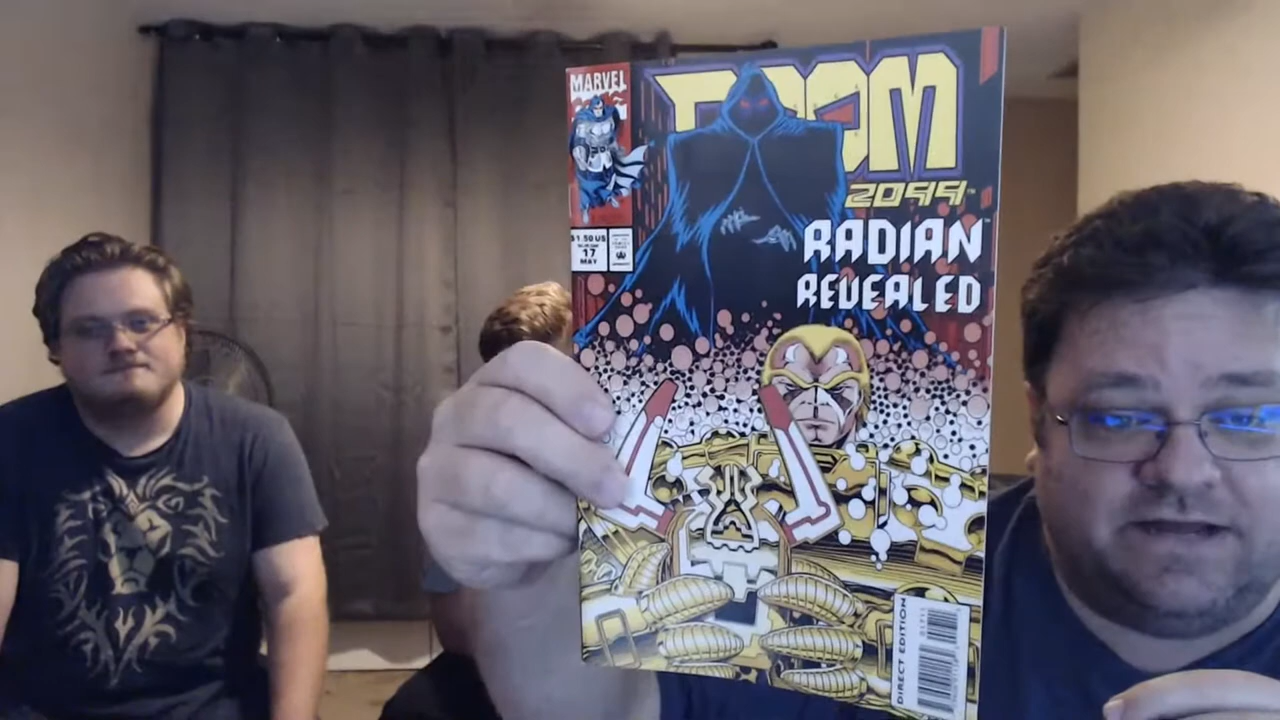 MARVEL
DOOM
2099
$1.50 US
17
MAY
RADIAN
REVEALED
DIRECT EDITION